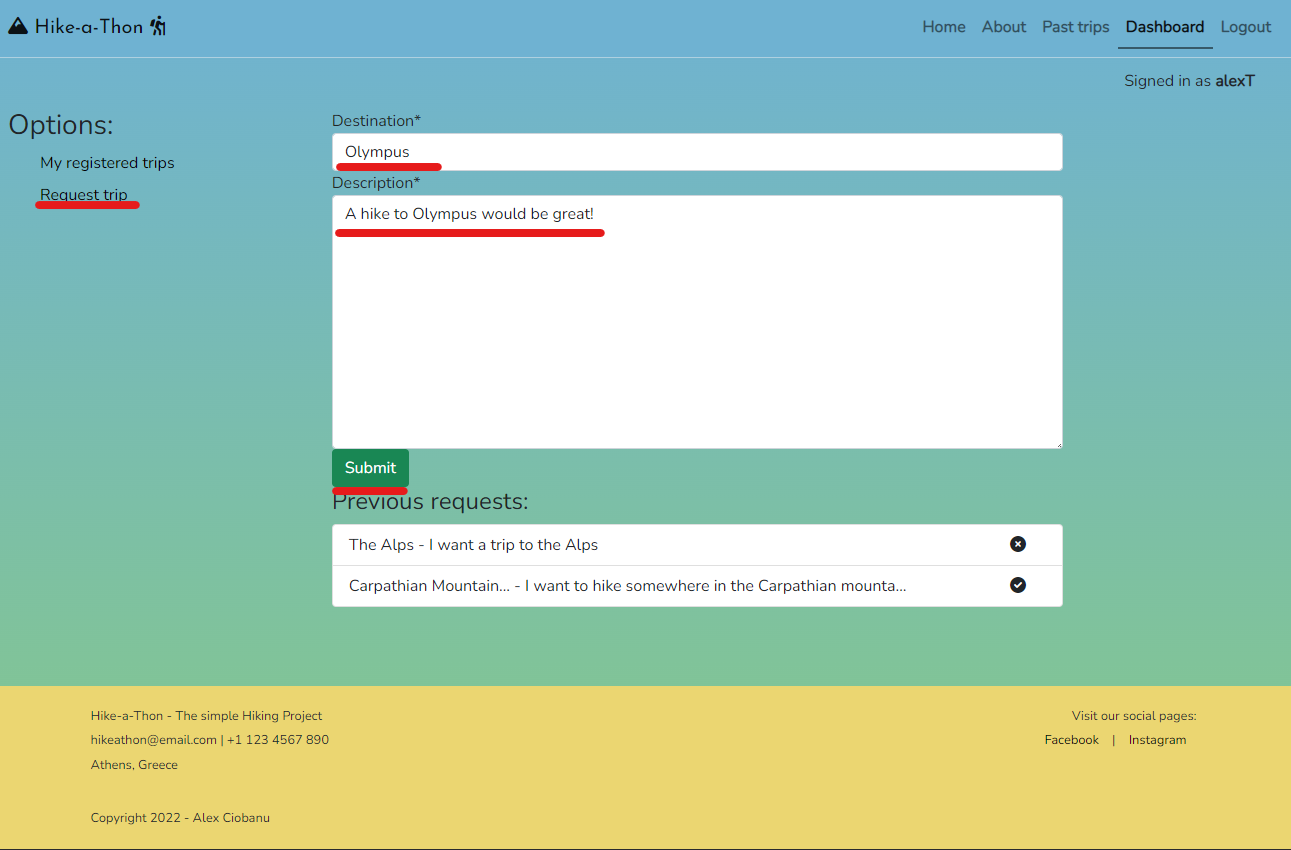 Hike-a-Thon
Home About Past trips Dashboard Logout
Signed in as alexT
Options:
My registered trips
Request trip
Destination*
Olympus
Description*
A hike to Olympus would be great!
Submit
Previous requests:
The Alps - I want a trip to the Alps
Carpathian Mountain... - I want to hike somewhere in the Carpathian mounta...
Hike-a-Thon - The simple Hiking Project
hikeathon@email.com | +1 123 4567 890
Athens, Greece
Copyright 2022 - Alex Ciobanu
Visit our social pages:
Facebook | Instagram